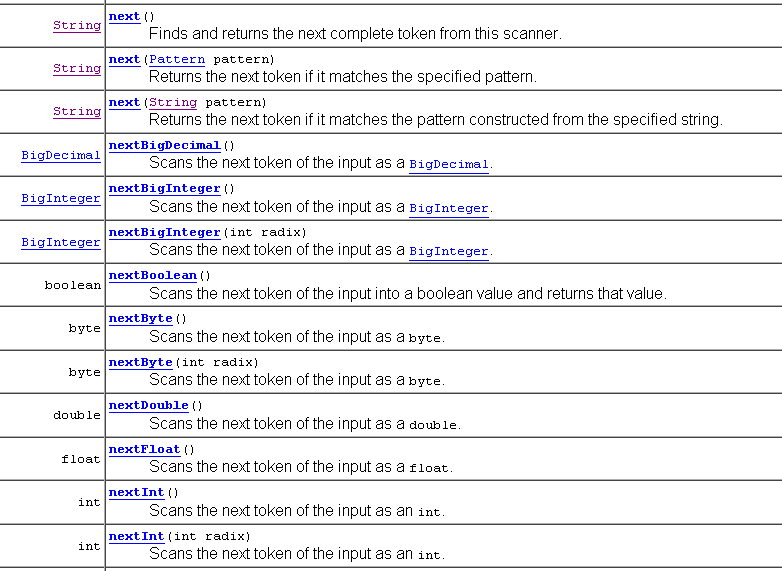 String next()
Finds and returns the next complete token from this scanner.
String next(Pattern pattern)
Returns the next token if it matches the specified pattern.
String next(String pattern)
Returns the next token if it matches the pattern constructed from the specified string.
BigDecimal nextBigDecimal()
Scans the next token of the input as a BigDecimal.
BigInteger nextBigInteger()
Scans the next token of the input as a BigInteger.
BigInteger nextBigInteger(int radix)
Scans the next token of the input as a BigInteger.
boolean nextBoolean()
Scans the next token of the input into a boolean value and returns that value.
byte nextByte()
Scans the next token of the input as a byte.
byte nextByte(int radix)
Scans the next token of the input as a byte.
double nextDouble()
Scans the next token of the input as a double.
float nextFloat()
Scans the next token of the input as a float.
int nextInt()
Scans the next token of the input as an int.
int nextInt(int radix)
Scans the next token of the input as an int.